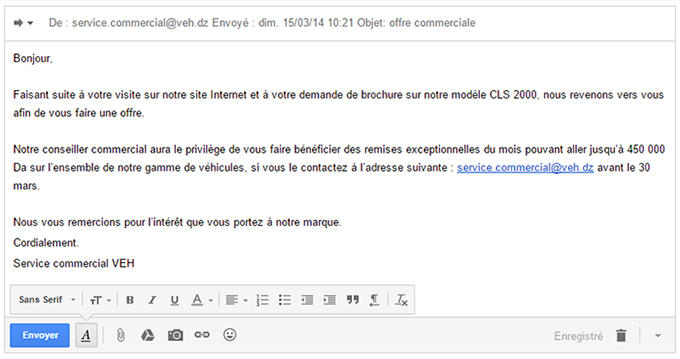 De : service.commercial@veh.dz Envoyé : dim. 15/03/14 10:21 Objet: offre commerciale
Bonjour,
Faisant suite à votre visite sur notre site Internet et à votre demande de brochure sur notre modèle CLS 2000, nous revenons vers vous
afin de vous faire une offre.
Notre conseiller commercial aura le privilège de vous faire bénéficier des remises exceptionnelles du mois pouvant aller jusqu'à 450 000
Da sur l'ensemble de notre gamme de véhicules, si vous le contactez à l'adresse suivante : service.commercial@veh.dz avant le 30
mars.
Nous vous remercions pour l'intérêt que vous portez à notre marque.
Cordialement.
Service commercial VEH
Sans Serif
Envoyer
Enregistré